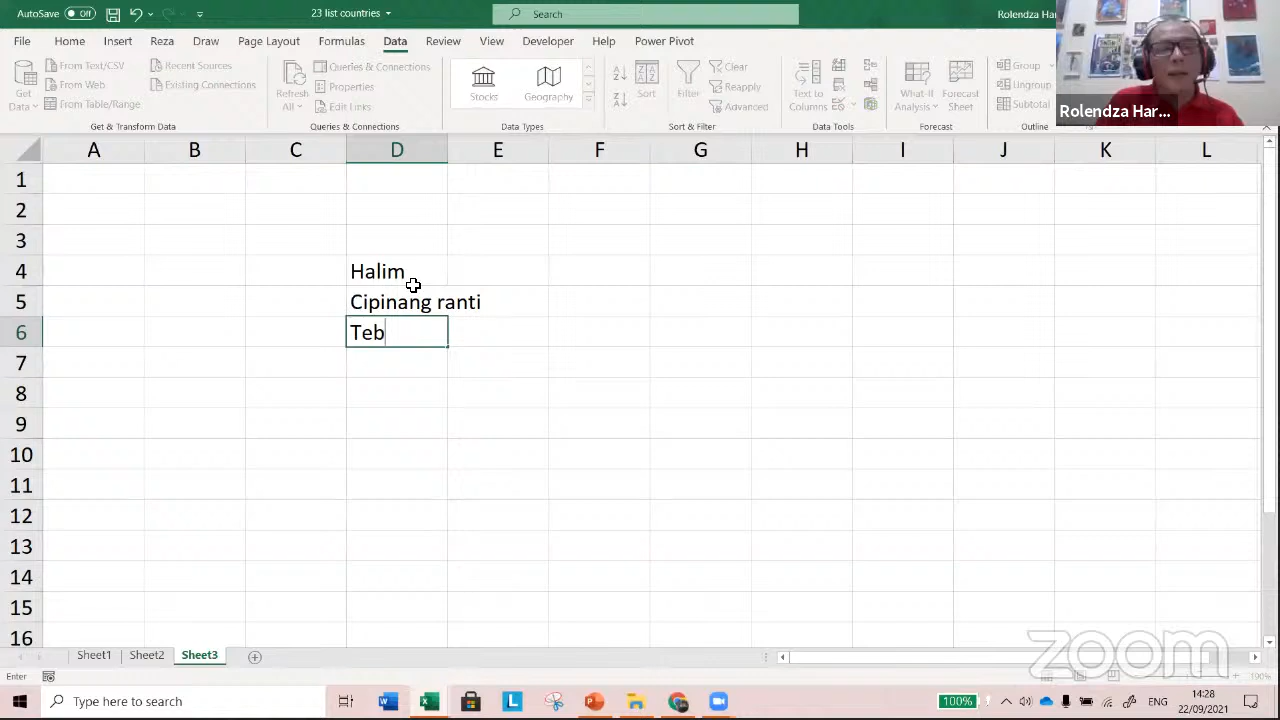 AutoSave Off
23 list countries
Search
Rolendza Har
File Home Insert Reza Draw Page Layout Formulas Data Review View Developer Help Power Pivot
Get Data
From Text/CSV
From Web
From Table/Range
Recent Sources
Existing Connections
Get & Transform Data
Refresh All
Queries & Connections
Properties
Edit Links
Queries & Connections
Stocks
Geography
Data Types
Sort
Filter
Clear
Reapply
Advanced
Sort & Filter
Text to Columns
Data Tools
What-If Analysis
Forecast Sheet
Forecast
Group
Ungroup
Subtotal
Outline
Rolendza Har...
A B C D E F G H I J K L
1
2
3
4 Halim
5 Cipinang ranti
6 Teb
7
8
9
10
11
12
13
14
15
16
Sheet1 Sheet2 Sheet3
zoom
Enter
190%
Type here to search
100%
ENG
14:28
22/09/2021